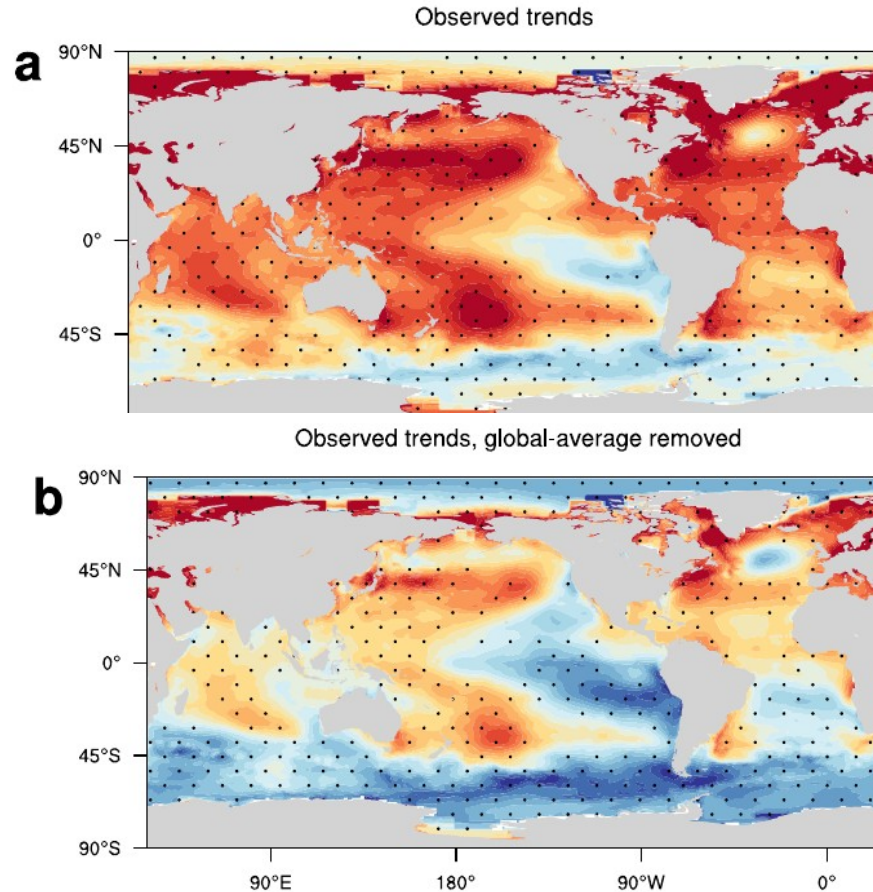 Observed trends
a
90°N
45°N
0°
45°S
Observed trends, global-average removed
b
90°N
45°N
0°
45°S
90°S
90°E 180° 90°W 0°